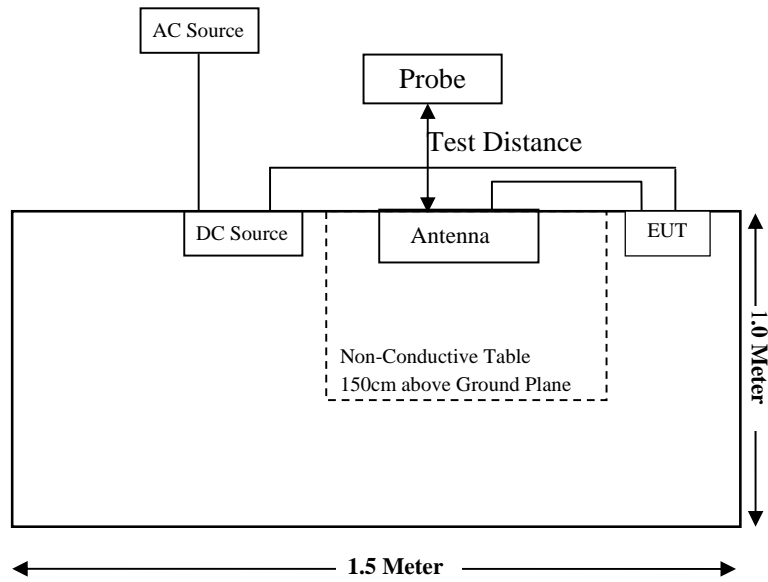 AC Source
Probe
Test Distance
DC Source
Antenna
EUT
Non-Conductive Table
150cm above Ground Plane
1.0 Meter
1.5 Meter